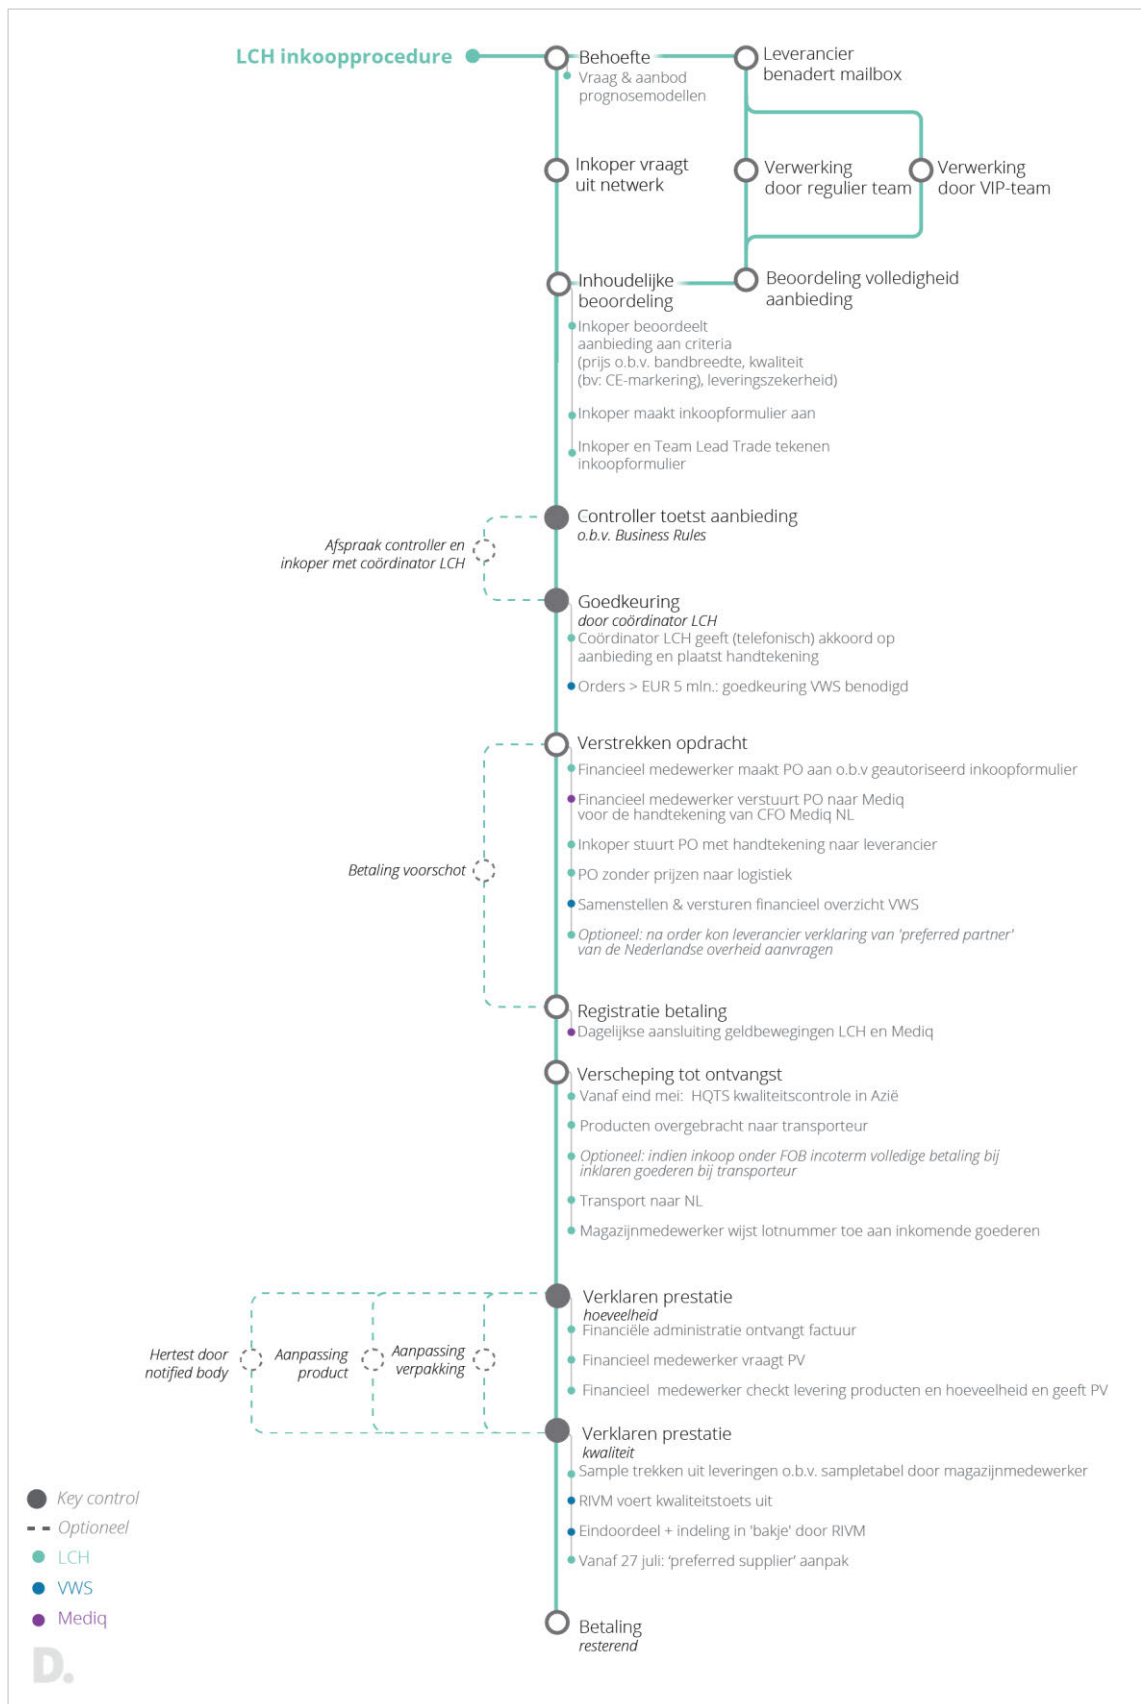 LCH inkoopprocedure
Behoefte
Vraag & aanbod
prognosemodellen
Leverancier
benadert mailbox
Inkoper vraagt
uit netwerk
Verwerking
door regulier team
Verwerking
door VIP-team
Inhoudelijke
beoordeling
Beoordeling volledigheid
aanbieding
Inkoper beoordeelt
aanbieding aan criteria
(prijs o.b.v. bandbreedte, kwaliteit
(bv: CE-markering), leveringszekerheid)
Inkoper maakt inkoopformulier aan
Inkoper en Team Lead Trade tekenen
inkoopformulier
Controller toetst aanbieding
o.b.v. Business Rules
Afspraak controller en
inkoper met coördinator LCH
Goedkeuring
door coördinator LCH
Coördinator LCH geeft (telefonisch) akkoord op
aanbieding en plaatst handtekening
Orders > EUR 5 mln.: goedkeuring VWS benodigd
Verstrekken opdracht
Financieel medewerker maakt PO aan o.b.v geautoriseerd inkoopformulier
Financieel medewerker verstuurt PO naar Mediq
voor de handtekening van CFO Mediq NL
Inkoper stuurt PO met handtekening naar leverancier
Betaling voorschot
PO zonder prijzen naar logistiek
Samenstellen & versturen financieel overzicht VWS
Optioneel: na order kon leverancier verklaring van 'preferred partner'
van de Nederlandse overheid aanvragen
Registratie betaling
Dagelijkse aansluiting geldbewegingen LCH en Mediq
Verscheping tot ontvangst
Vanaf eind mei: HQTS kwaliteitscontrole in Azië
Producten overgebracht naar transporteur
Optioneel: indien inkoop onder FOB incoterm volledige betaling bij
inklaren goederen bij transporteur
Transport naar NL
Magazijnmedewerker wijst lotnummer toe aan inkomende goederen
Verklaren prestatie
hoeveelheid
Financiële administratie ontvangt factuur
Hertest door
notified body
Aanpassing
product
Aanpassing
verpakking
Financieel medewerker vraagt PV
Financieel medewerker checkt levering producten en hoeveelheid en geeft PV
Verklaren prestatie
kwaliteit
Sample trekken uit leveringen o.b.v. sampletabel door magazijnmedewerker
RIVM voert kwaliteitstoets uit
Eindoordeel + indeling in 'bakje' door RIVM
Vanaf 27 juli: 'preferred supplier' aanpak
Betaling
resterend
Key control
Optioneel
LCH
VWS
Mediq
D.